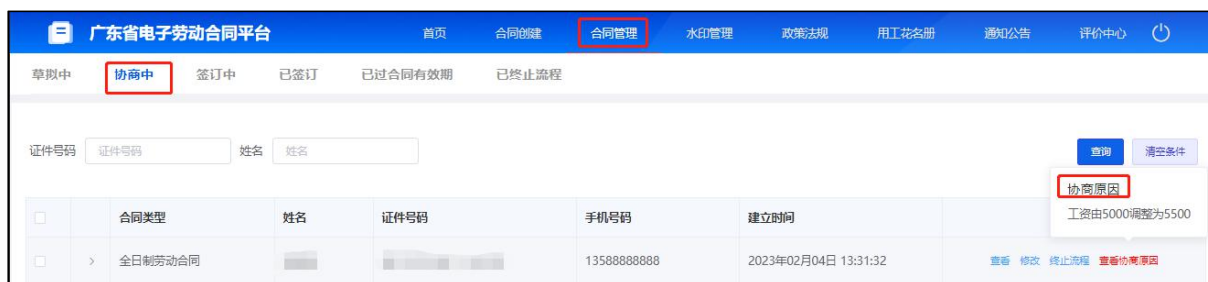 广东省电子劳动合同平台 首页 合同创建 合同管理 水印管理 政策法规 用工花名册 通知公告 评价中心
草拟中 协商中 签订中 已签订 已过合同有效期 已终止流程
证件号码 证件号码 姓名 姓名 查询 清空条件
协商原因
工资由5000调整为5500
合同类型 姓名 证件号码 手机号码 建立时间
全日制劳动合同 13588888888 2023年02月04日 13:31:32 查看 修改 终止流程 查看协商原因